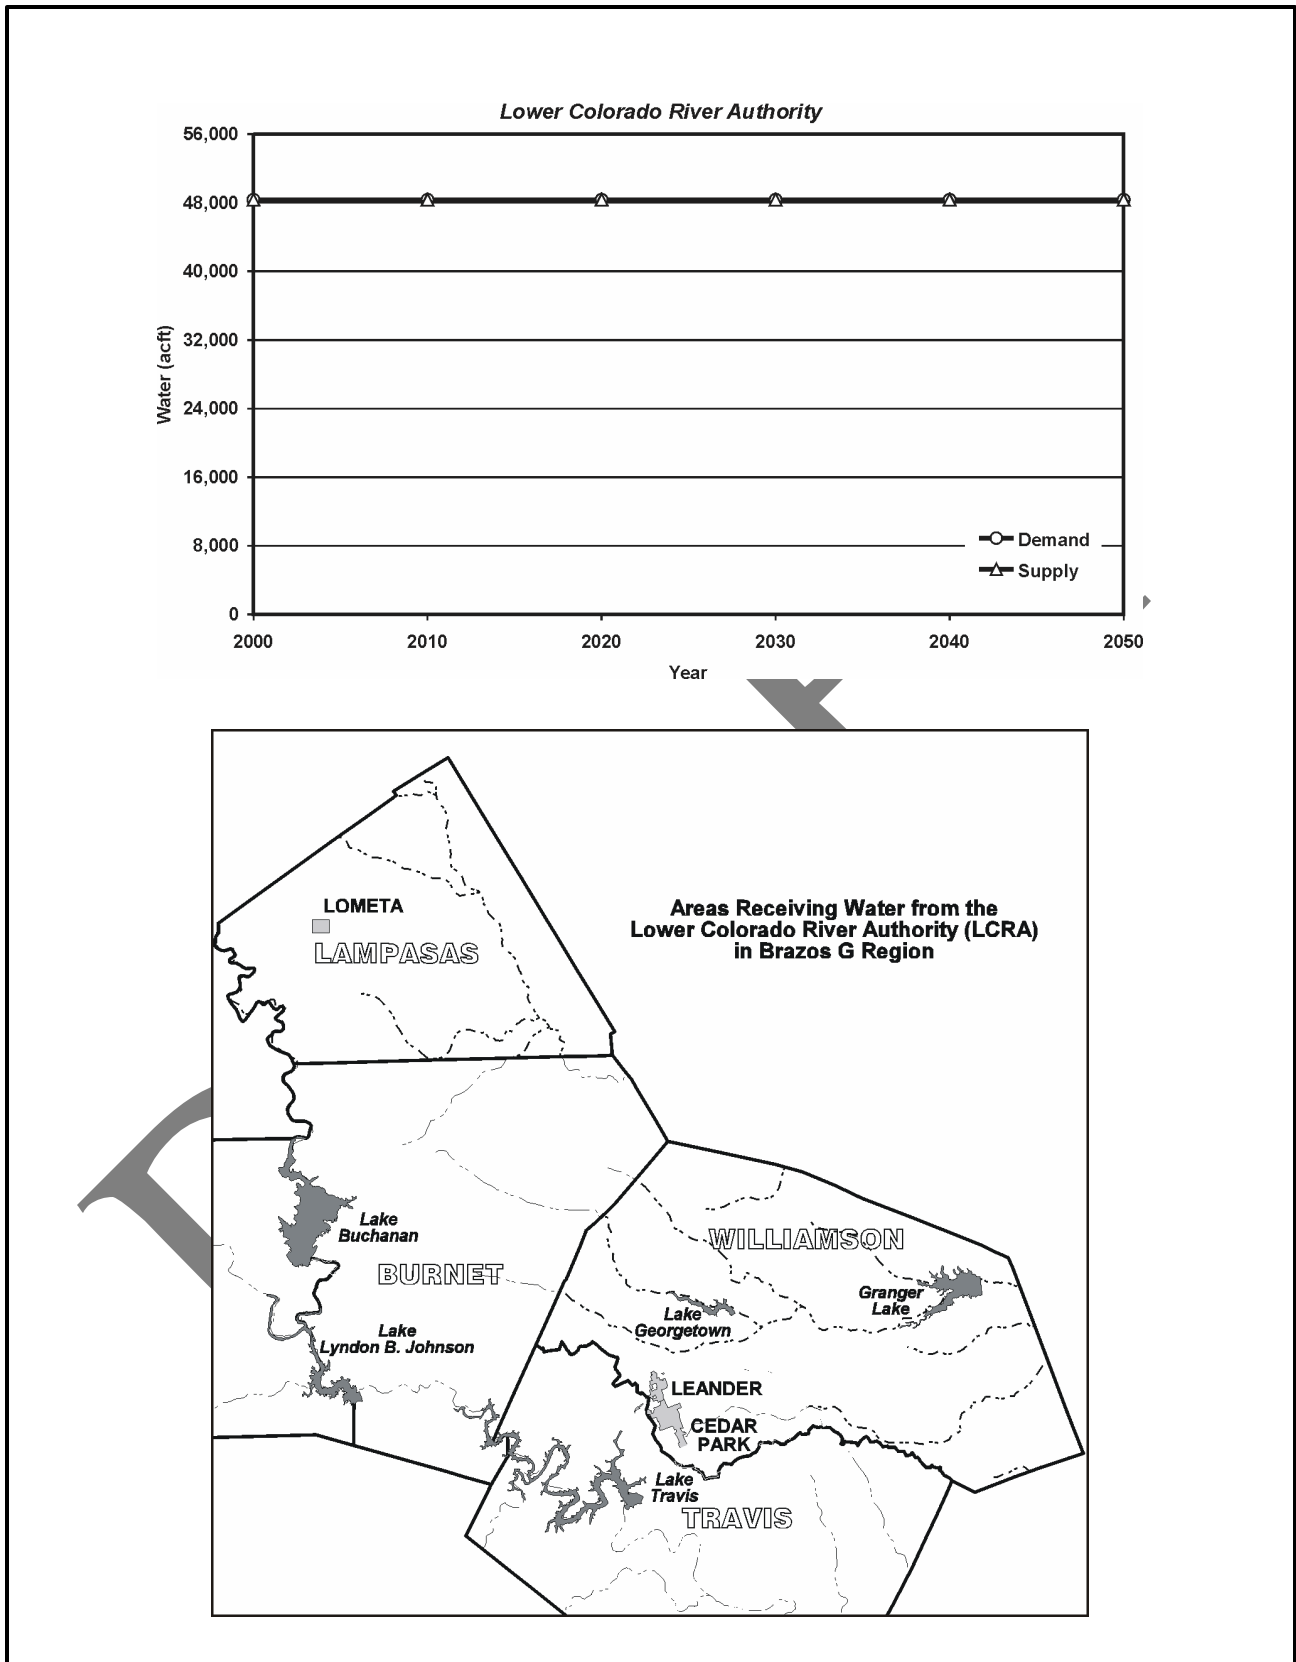 Lower Colorado River Authority
56,000
48,000
40,000
32,000
24,000
16,000
8,000
0
Water (acft)
Demand
Supply
2000 2010 2020 2030 2040 2050
Year
LOMETA
LAMPASAS
Areas Receiving Water from the
Lower Colorado River Authority (LCRA)
in Brazos G Region
Lake
Buchanan
BURNET
WILLIAMSON
Granger
Lake
Lake
Georgetown
Lake
Lyndon B. Johnson
LEANDER
CEDAR
PARK
Lake
Travis
TRAVIS